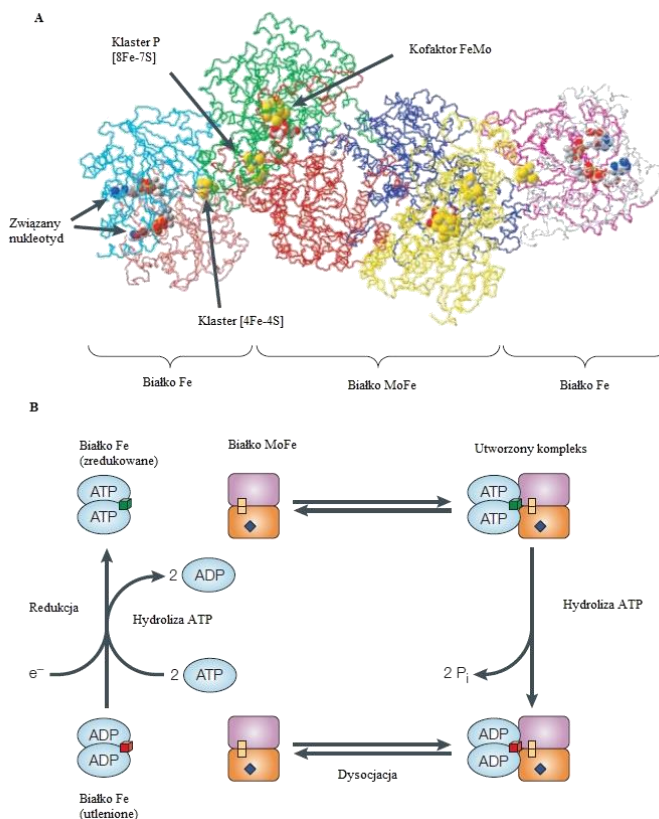 A
Klaster P
[8Fe-7S]
Kofaktor FeMo
Związany
nukleotyd
Klaster [4Fe-4S]
Białko Fe
Białko MoFe
Białko Fe
B
Białko Fe
(zredukowane)
Białko MoFe
Utworzony kompleks
ATP
ATP
ATP
ATP
2 ADP
Redukcja
Hydroliza ATP
Hydroliza ATP
e⁻
2 ATP
2 Pi
ADP
ADP
ADP
ADP
Dysocjacja
Białko Fe
(utlenione)